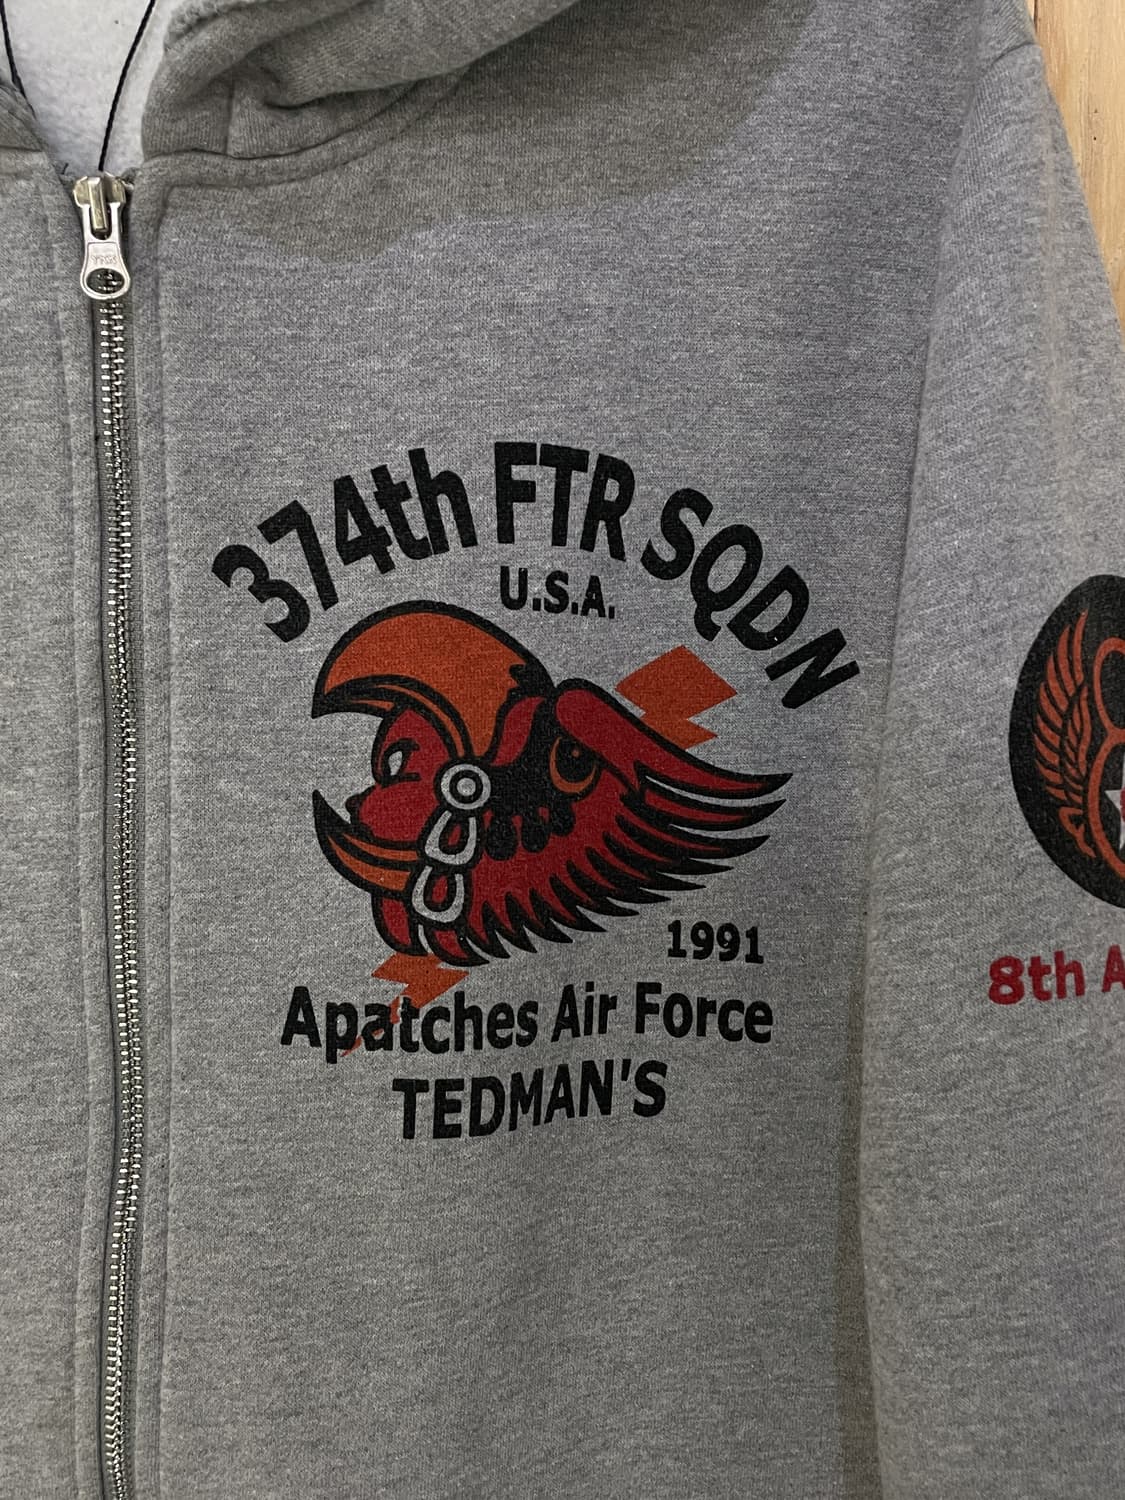 374th FTR SQDN
U.S.A.
1991
Apatches Air Force
TEDMAN'S
8th A